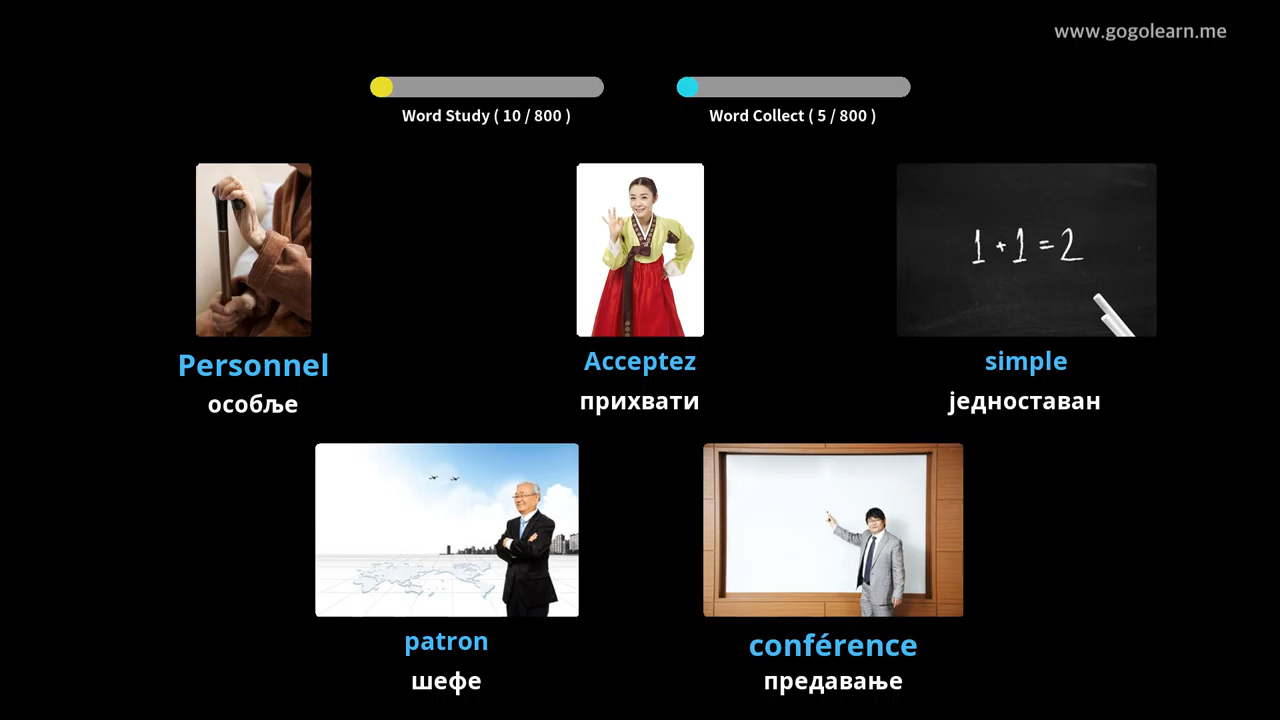 www.gogolearn.me
Word Study ( 10 / 800 )
Word Collect ( 5 / 800 )
1 + 1 = 2
Personnel
Acceptez
simple
особље
прихвати
једноставан
patron
conférence
шефе
предавање